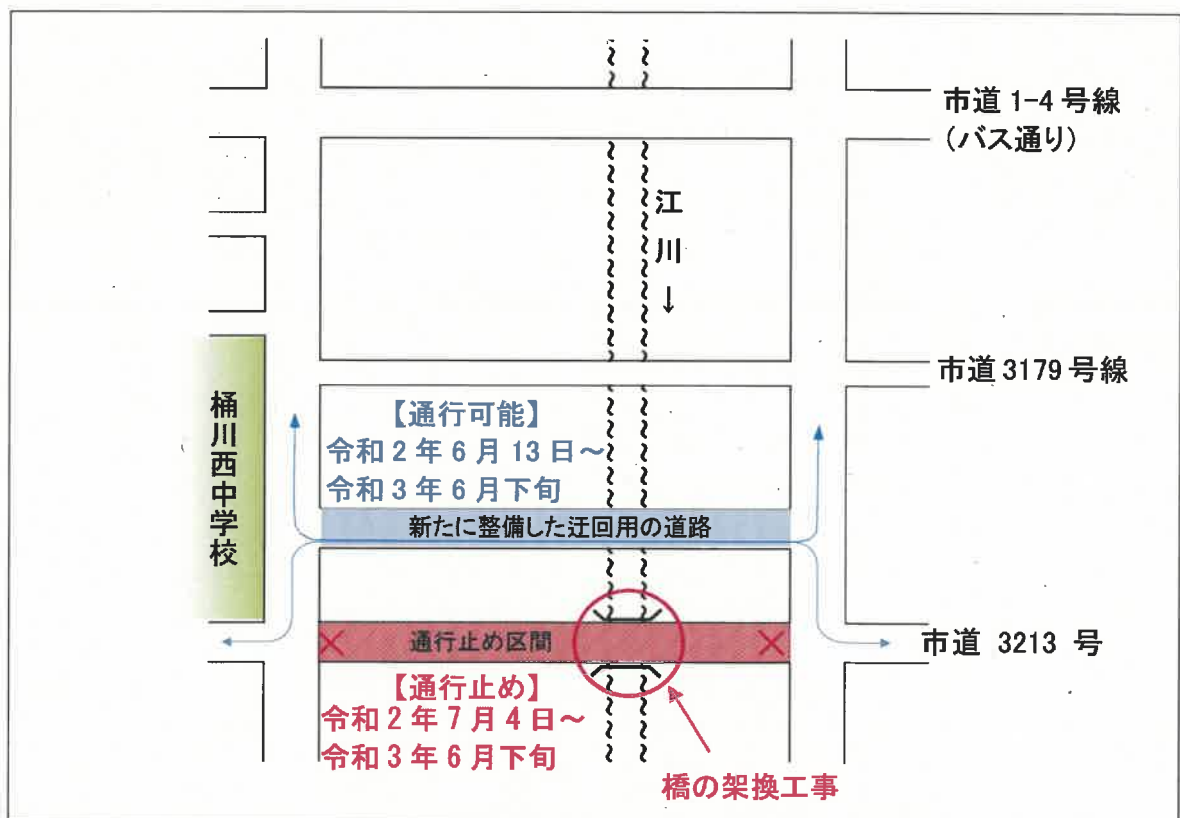 市道 1-4 号線
（バス通り）
江川
↓
市道 3179 号線
桶川西中学校
【通行可能】
令和 2 年 6 月 13 日～
令和 3 年 6 月下旬
新たに整備した迂回用の道路
通行止め区間
市道 3213 号
【通行止め】
令和 2 年 7 月 4 日～
令和 3 年 6 月下旬
橋の架換工事